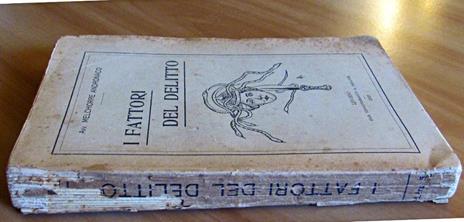 Avv. MELCHIORRE ANDRONACO
I FATTORI
DEL DELITTO
I FATTORI DEL DELITTO